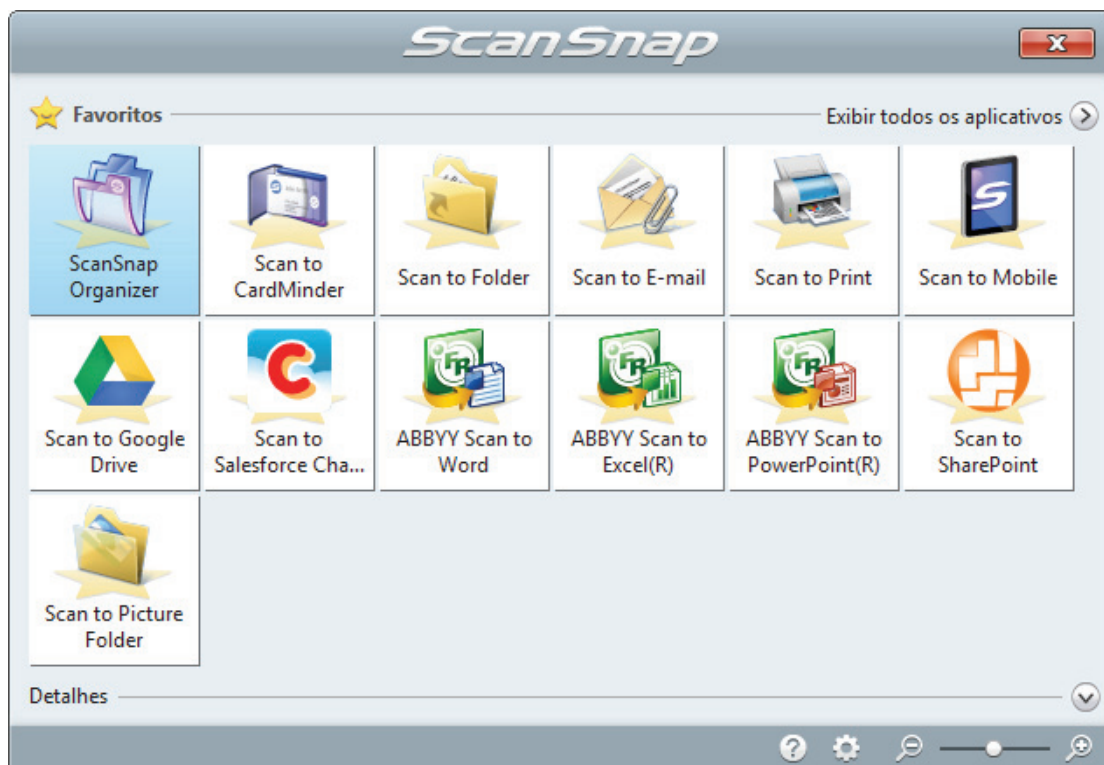 ScanSnap
Favoritos
Exibir todos os aplicativos
ScanSnap
Organizer
Scan to
CardMinder
Scan to Folder
Scan to E-mail
Scan to Print
Scan to Mobile
Scan to Google
Drive
Scan to
Salesforce Cha...
ABBYY Scan to
Word
ABBYY Scan to
Excel(R)
ABBYY Scan to
PowerPoint(R)
Scan to
SharePoint
Scan to Picture
Folder
Detalhes